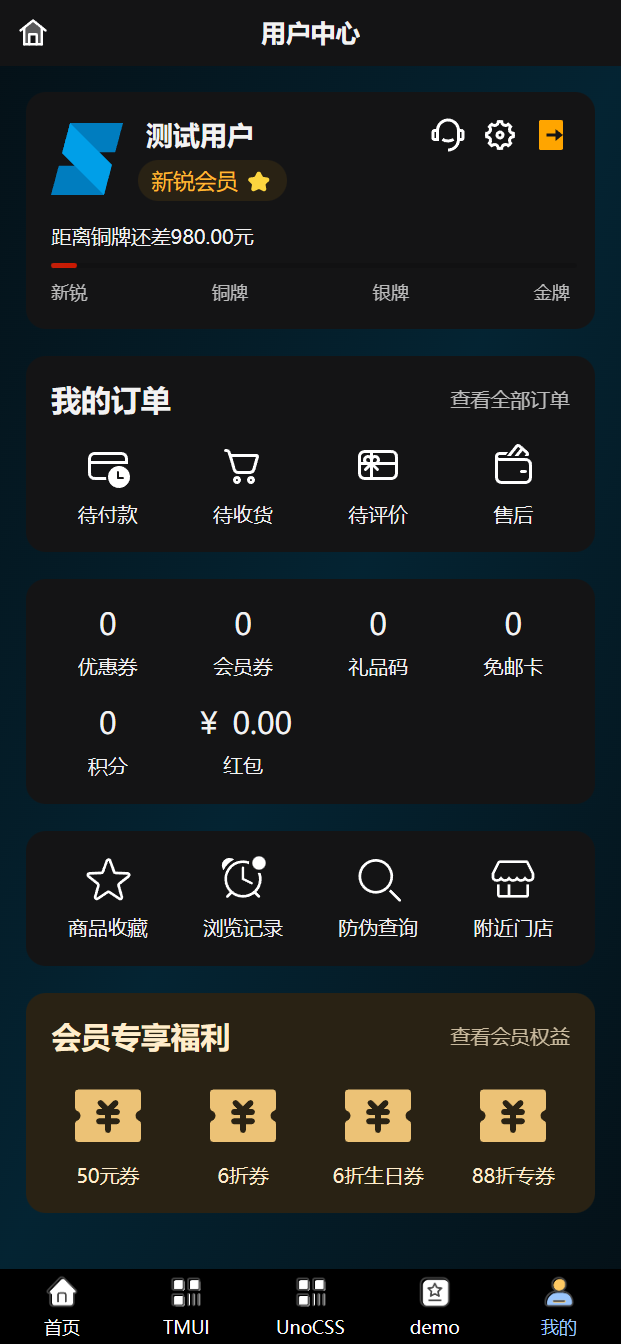 用户中心
测试用户
新锐会员
距离铜牌还差980.00元
新锐 铜牌 银牌 金牌
我的订单 查看全部订单
待付款 待收货 待评价 售后
0 0 0 0
优惠券 会员券 礼品码 免邮卡
0 ¥ 0.00
积分 红包
商品收藏 浏览记录 防伪查询 附近门店
会员专享福利 查看会员权益
¥ ¥ ¥ ¥
50元券 6折券 6折生日券 88折专券
首页 TMUI UnoCSS demo 我的